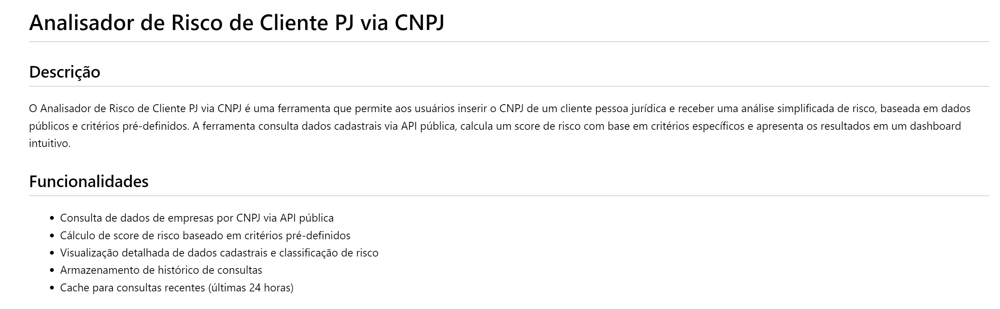 Analisador de Risco de Cliente PJ via CNPJ
Descrição
O Analisador de Risco de Cliente PJ via CNPJ é uma ferramenta que permite aos usuários inserir o CNPJ de um cliente pessoa jurídica e receber uma análise simplificada de risco, baseada em dados
públicos e critérios pré-definidos. A ferramenta consulta dados cadastrais via API pública, calcula um score de risco com base em critérios específicos e apresenta os resultados em um dashboard
intuitivo.
Funcionalidades
• Consulta de dados de empresas por CNPJ via API pública
• Cálculo de score de risco baseado em critérios pré-definidos
• Visualização detalhada de dados cadastrais e classificação de risco
• Armazenamento de histórico de consultas
• Cache para consultas recentes (últimas 24 horas)